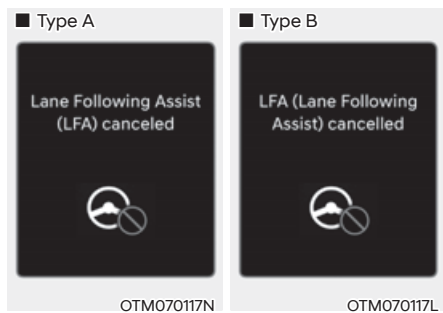 ■ Type A
Lane Following Assist
(LFA) canceled
OTM070117N
■ Type B
LFA (Lane Following
Assist) cancelled
OTM070117L